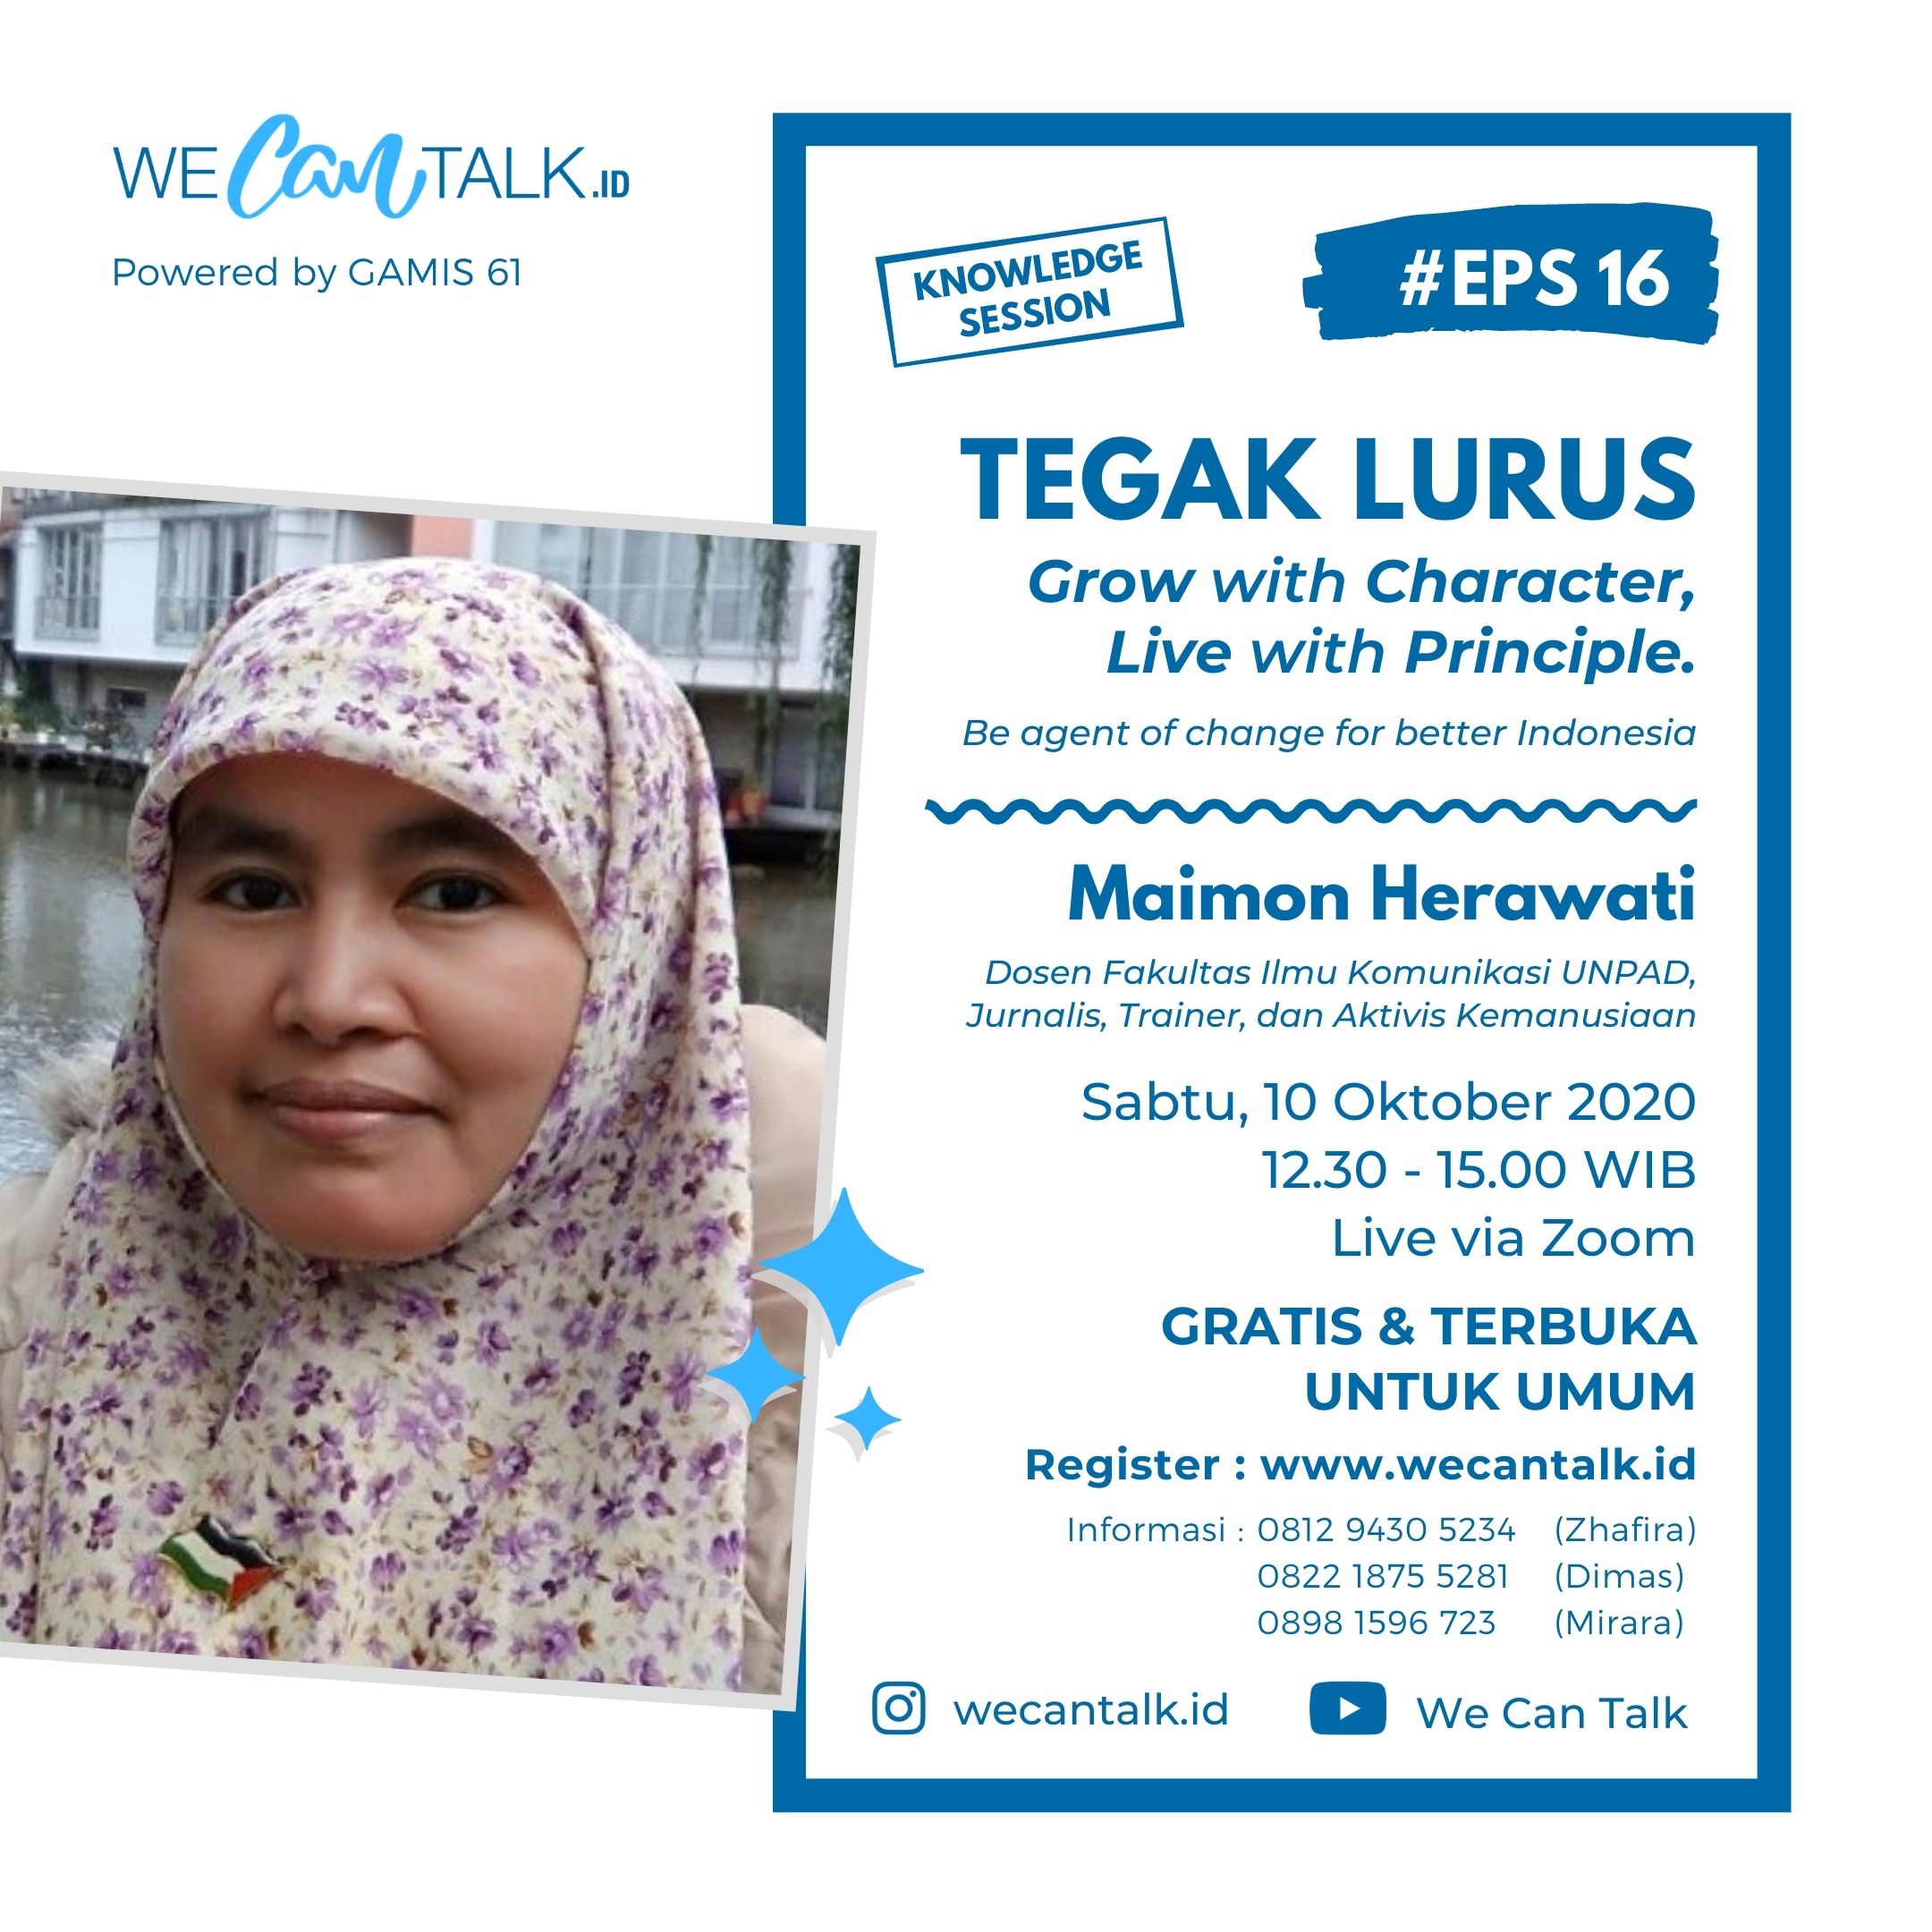 WE Can TALK.ID
Powered by GAMIS 61
KNOWLEDGE
SESSION
#EPS 16
TEGAK LURUS
Grow with Character,
Live with Principle.
Be agent of change for better Indonesia
Maimon Herawati
Dosen Fakultas Ilmu Komunikasi UNPAD,
Jurnalis, Trainer, dan Aktivis Kemanusiaan
Sabtu, 10 Oktober 2020
12.30 - 15.00 WIB
Live via Zoom
GRATIS & TERBUKA
UNTUK UMUM
Register : www.wecantalk.id
Informasi : 0812 9430 5234 (Zhafira)
0822 1875 5281 (Dimas)
0898 1596 723 (Mirara)
wecantalk.id We Can Talk